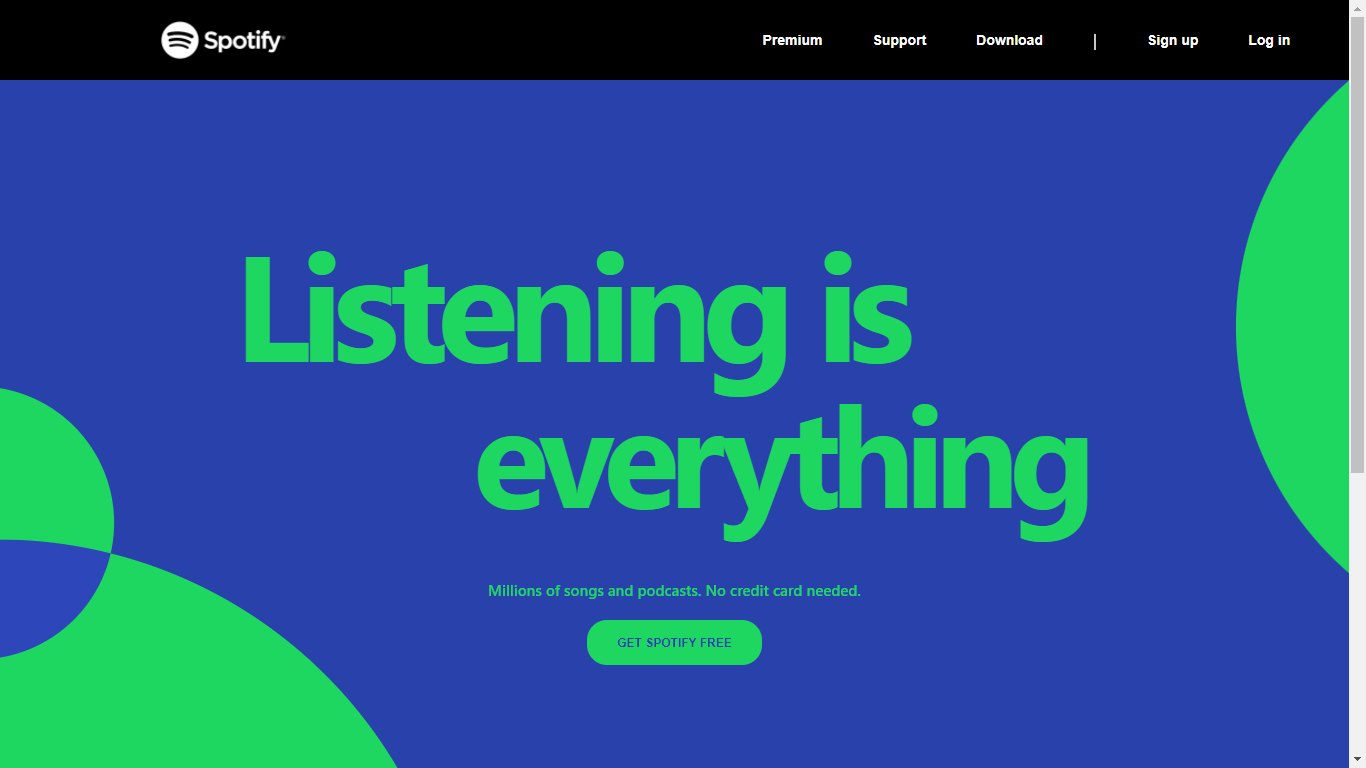 Spotify
Premium Support Download | Sign up Log in
Listening is
everything
Millions of songs and podcasts. No credit card needed.
GET SPOTIFY FREE